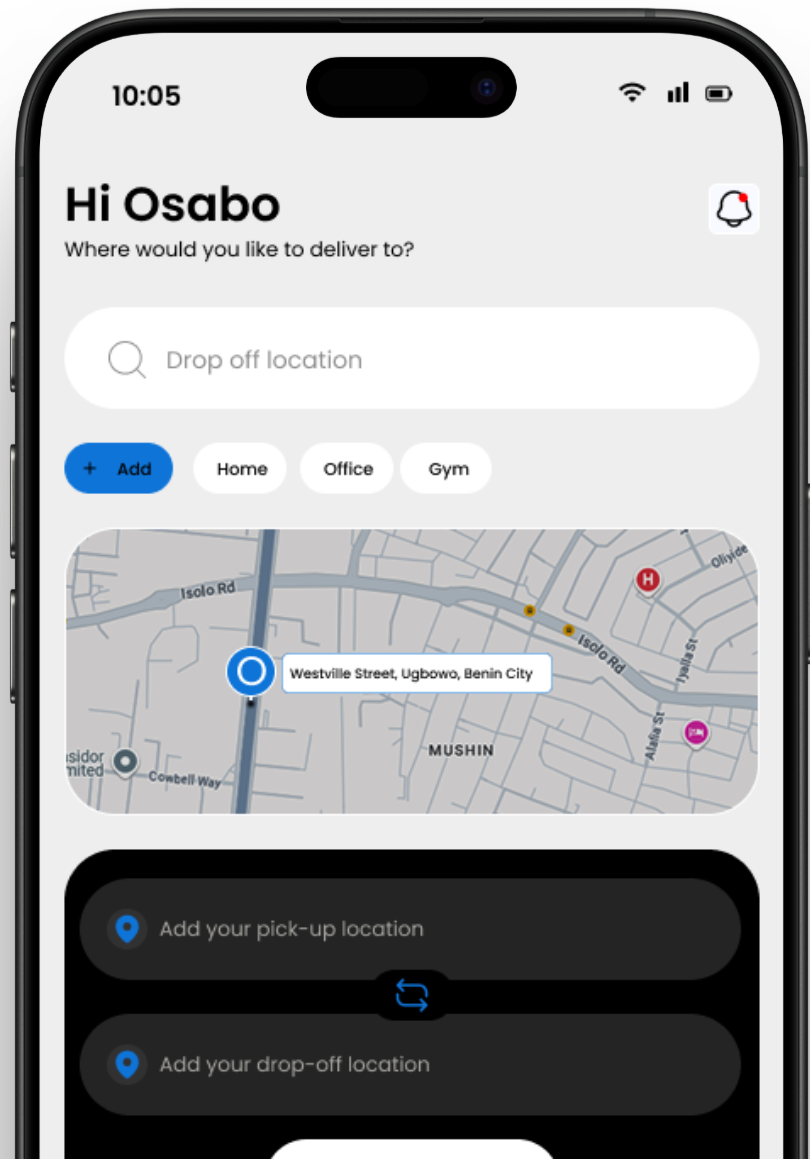 10:05
Hi Osabo
Where would you like to deliver to?
Drop off location
+ Add
Home
Office
Gym
Oliyide
H
Isolo Rd
Isolo Rd
Iyalla St
Westville Street, Ugbowo, Benin City
Alafia St
MUSHIN
sidor
mited
Cowbell Way
Add your pick-up location
Add your drop-off location